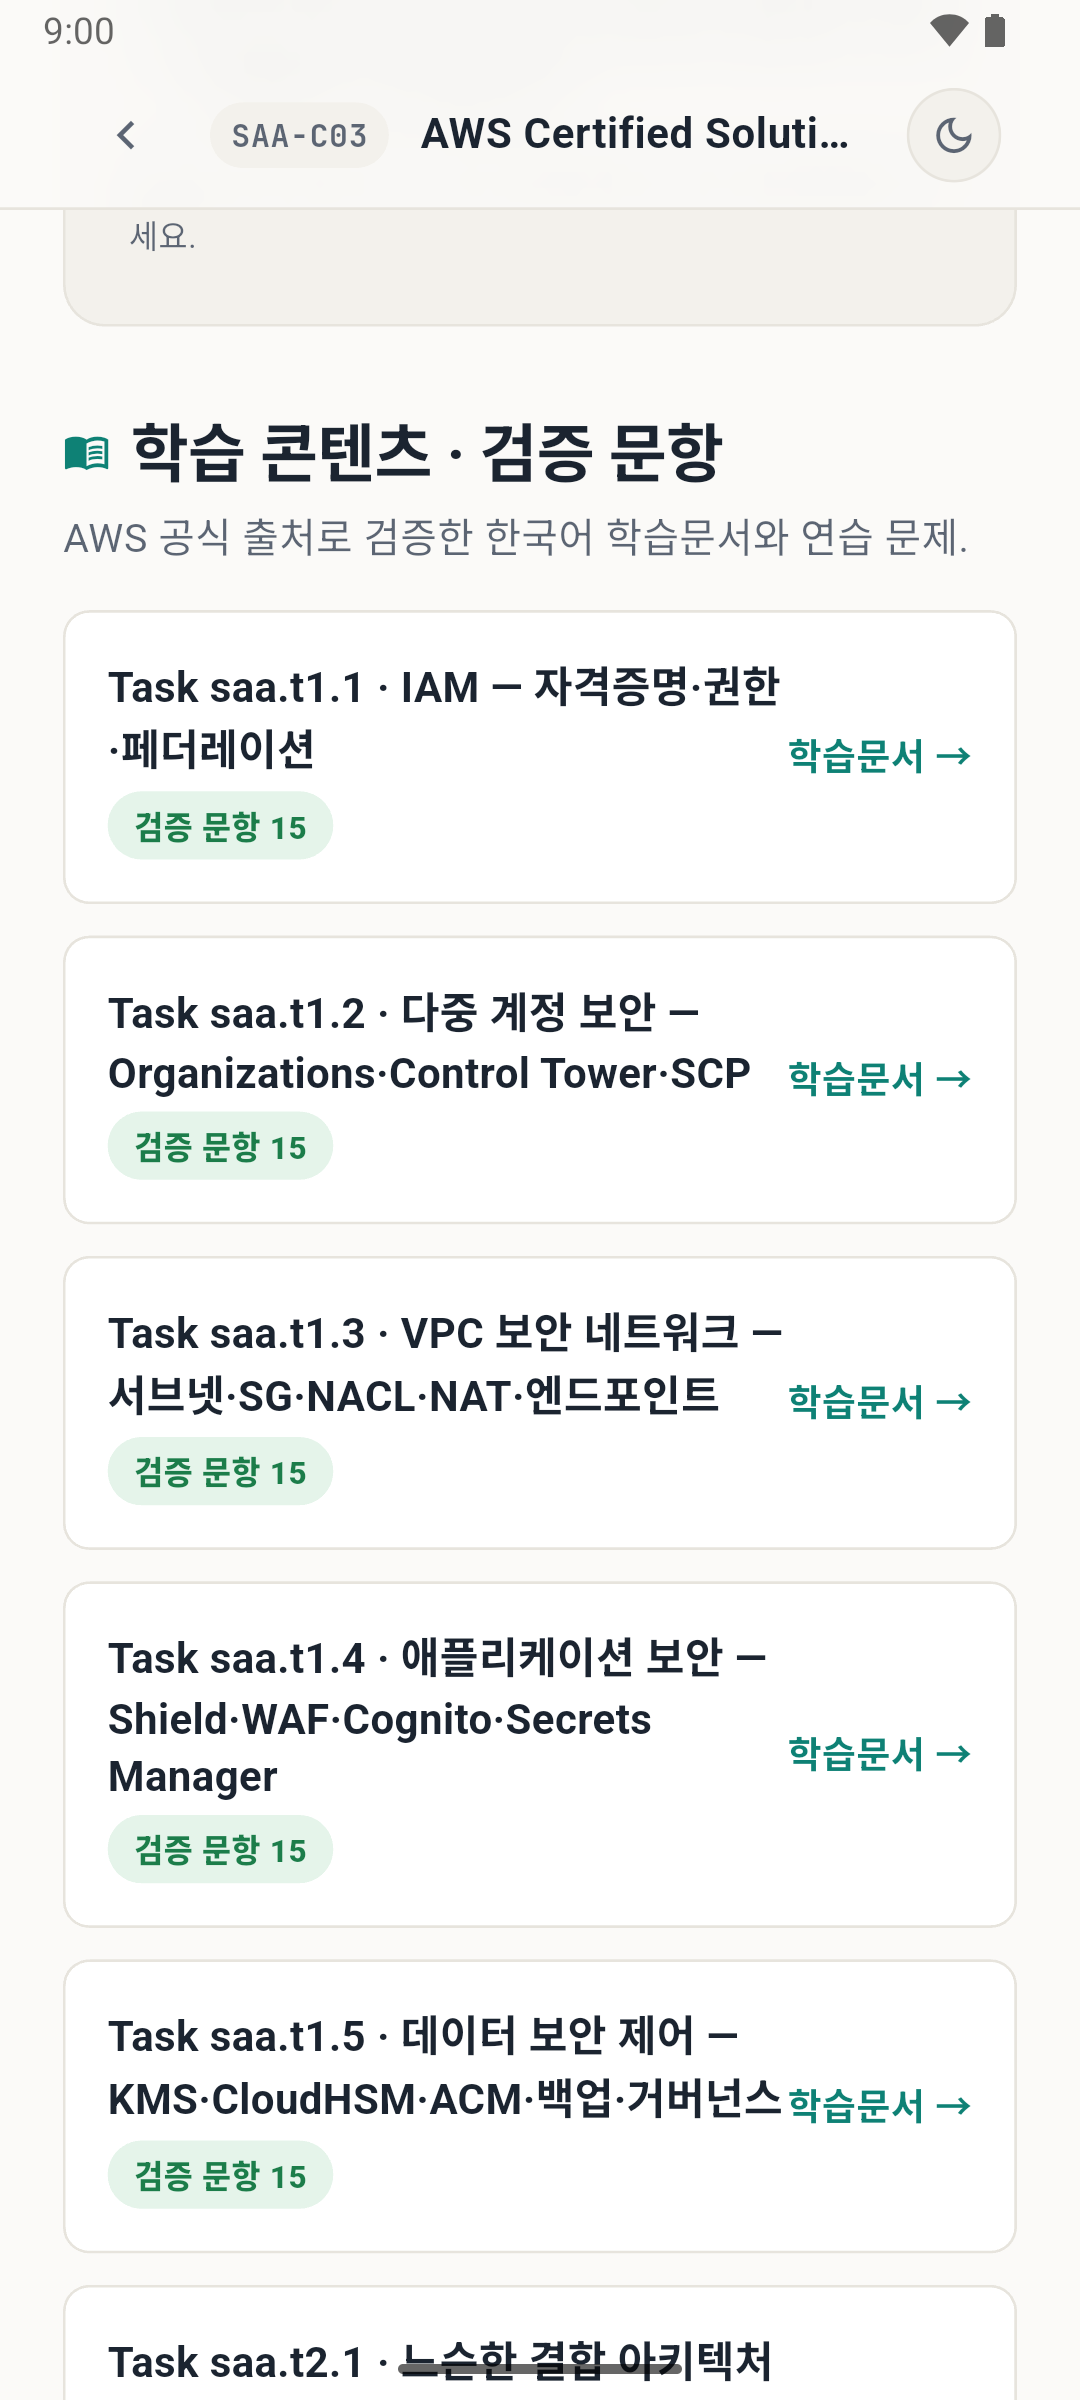 9:00
SAA-C03 AWS Certified Soluti…
세요.
학습 콘텐츠 · 검증 문항
AWS 공식 출처로 검증한 한국어 학습문서와 연습 문제.
Task saa.t1.1 · IAM — 자격증명·권한
·페더레이션
학습문서 →
검증 문항 15
Task saa.t1.2 · 다중 계정 보안 —
Organizations·Control Tower·SCP
학습문서 →
검증 문항 15
Task saa.t1.3 · VPC 보안 네트워크 —
서브넷·SG·NACL·NAT·엔드포인트
학습문서 →
검증 문항 15
Task saa.t1.4 · 애플리케이션 보안 —
Shield·WAF·Cognito·Secrets
Manager
학습문서 →
검증 문항 15
Task saa.t1.5 · 데이터 보안 제어 —
KMS·CloudHSM·ACM·백업·거버넌스
학습문서 →
검증 문항 15
Task saa.t2.1 · 느슨한 결합 아키텍처